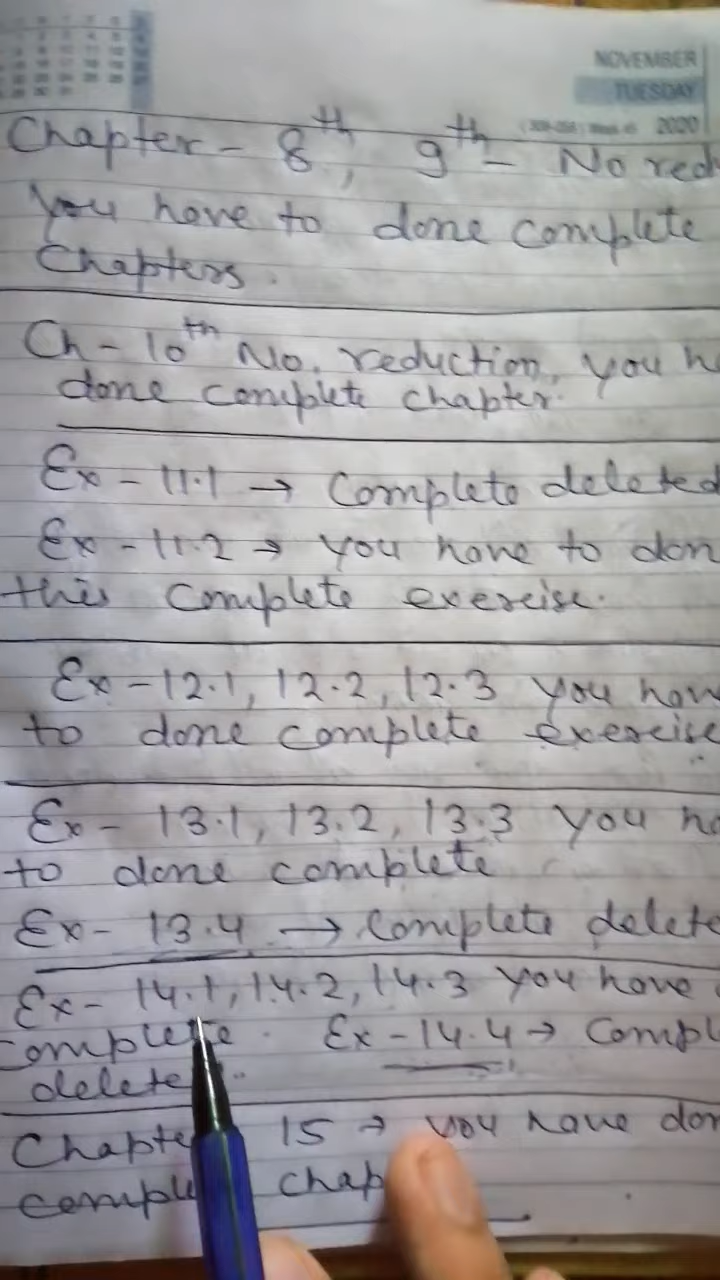 NOVEMBER
TUESDAY
2020
Chapter - 8th, 9th - No red
you have to done complete
Chapters.
Ch - 10th No. reduction, you h
done complete chapter.
Ex - 11.1 → Complete deleted
Ex - 11.2 → you have to don
this complete exercise.
Ex - 12.1, 12.2, 12.3 you hav
to done complete exercise
Ex - 13.1, 13.2, 13.3 you ha
to done complete
Ex - 13.4 → Complete delete
Ex - 14.1, 14.2, 14.3 you have
complete. Ex - 14.4 → Compl
delete
Chapte 15 → you have don
compl chap